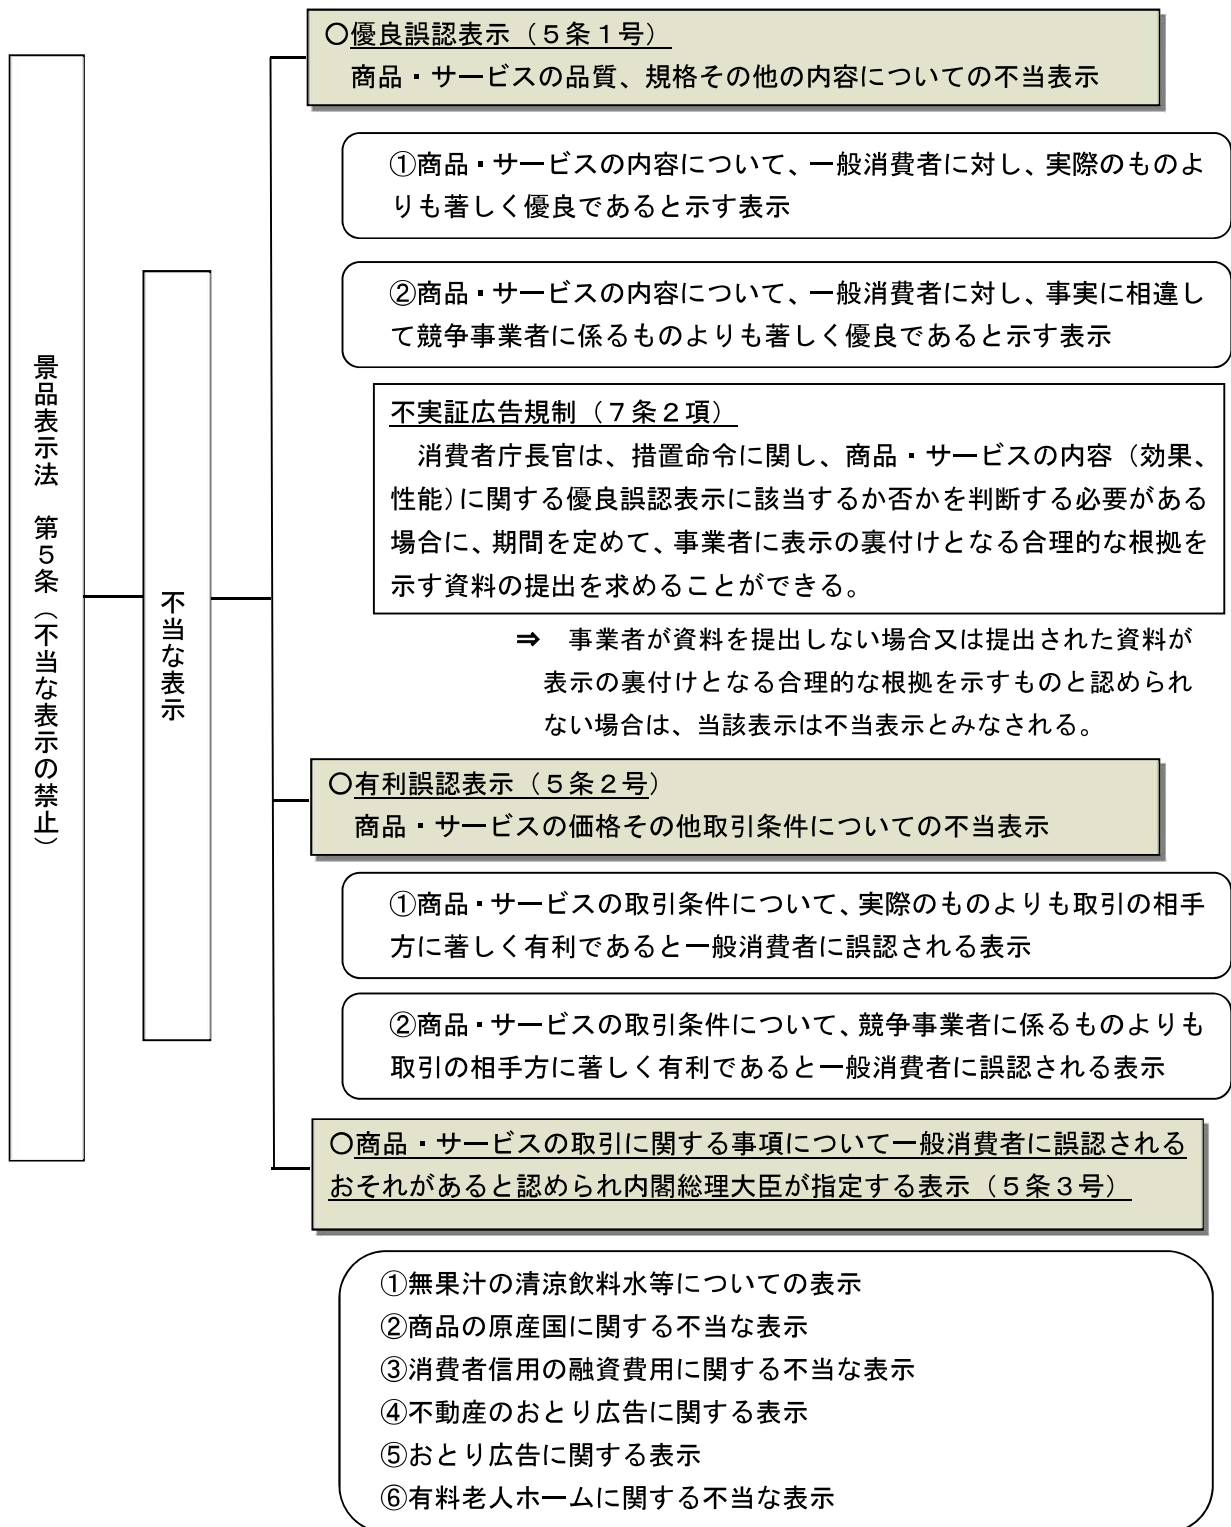 景品表示法 第5条(不当な表示の禁止)
不当な表示
○優良誤認表示(5条1号)
商品・サービスの品質、規格その他の内容についての不当表示
①商品・サービスの内容について、一般消費者に対し、実際のものよ
りも著しく優良であると示す表示
②商品・サービスの内容について、一般消費者に対し、事実に相違し
て競争事業者に係るものよりも著しく優良であると示す表示
不実証広告規制(7条2項)
消費者庁長官は、措置命令に関し、商品・サービスの内容(効果、
性能)に関する優良誤認表示に該当するか否かを判断する必要がある
場合に、期間を定めて、事業者に表示の裏付けとなる合理的な根拠を
示す資料の提出を求めることができる。
⇒ 事業者が資料を提出しない場合又は提出された資料が
表示の裏付けとなる合理的な根拠を示すものと認められ
ない場合は、当該表示は不当表示とみなされる。
○有利誤認表示(5条2号)
商品・サービスの価格その他取引条件についての不当表示
①商品・サービスの取引条件について、実際のものよりも取引の相手
方に著しく有利であると一般消費者に誤認される表示
②商品・サービスの取引条件について、競争事業者に係るものよりも
取引の相手方に著しく有利であると一般消費者に誤認される表示
○商品・サービスの取引に関する事項について一般消費者に誤認される
おそれがあると認められ内閣総理大臣が指定する表示(5条3号)
①無果汁の清涼飲料水等についての表示
②商品の原産国に関する不当な表示
③消費者信用の融資費用に関する不当な表示
④不動産のおとり広告に関する表示
⑤おとり広告に関する表示
⑥有料老人ホームに関する不当な表示